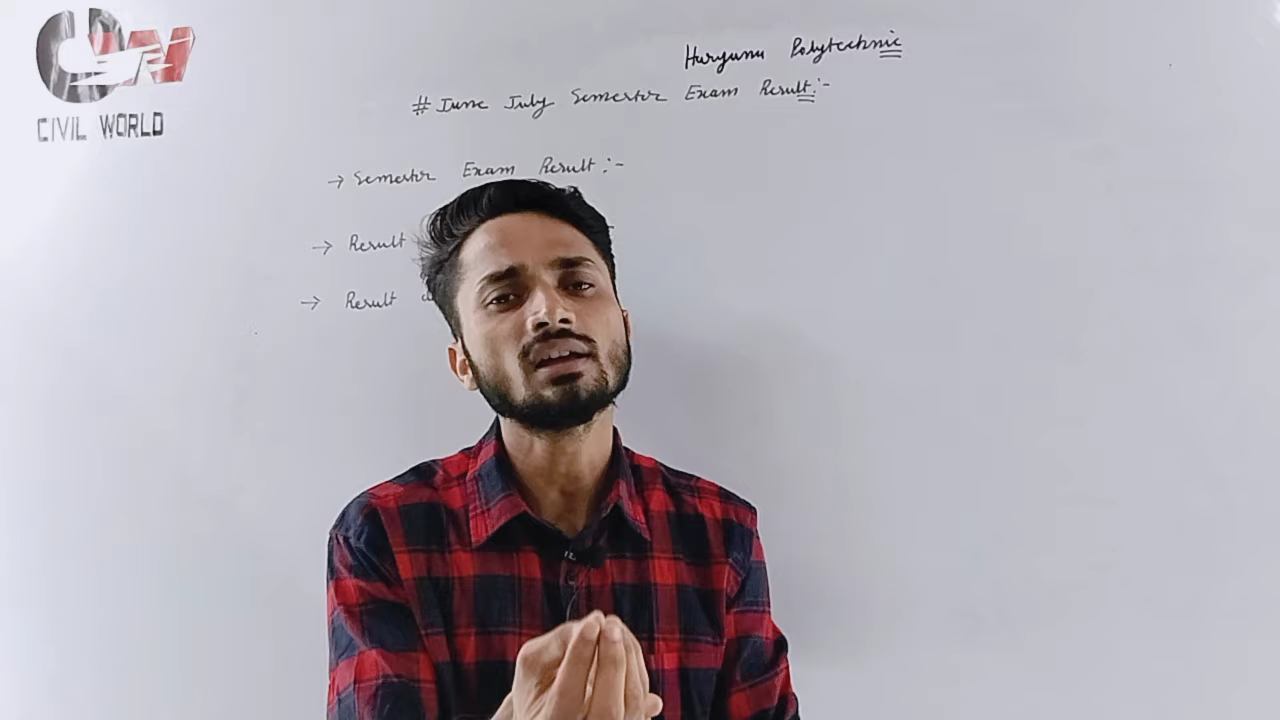 CIVIL WORLD
Haryana Polytechnic
# June July Semester Exam Result:-
→ Semester Exam Result :-
→ Result
→ Result